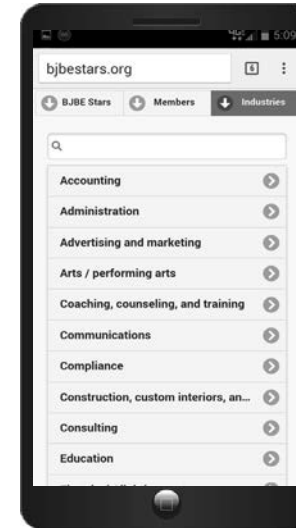 5:09
bjbestars.org 6
BJBE Stars Members Industries
Accounting
Administration
Advertising and marketing
Arts / performing arts
Coaching, counseling, and training
Communications
Compliance
Construction, custom interiors, an...
Consulting
Education